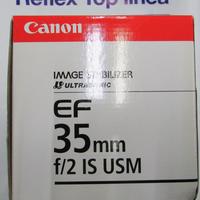 Reflex Top linea
Canon
IMAGE STABILIZER
ULTRASONIC
EF
35mm
f/2 IS USM